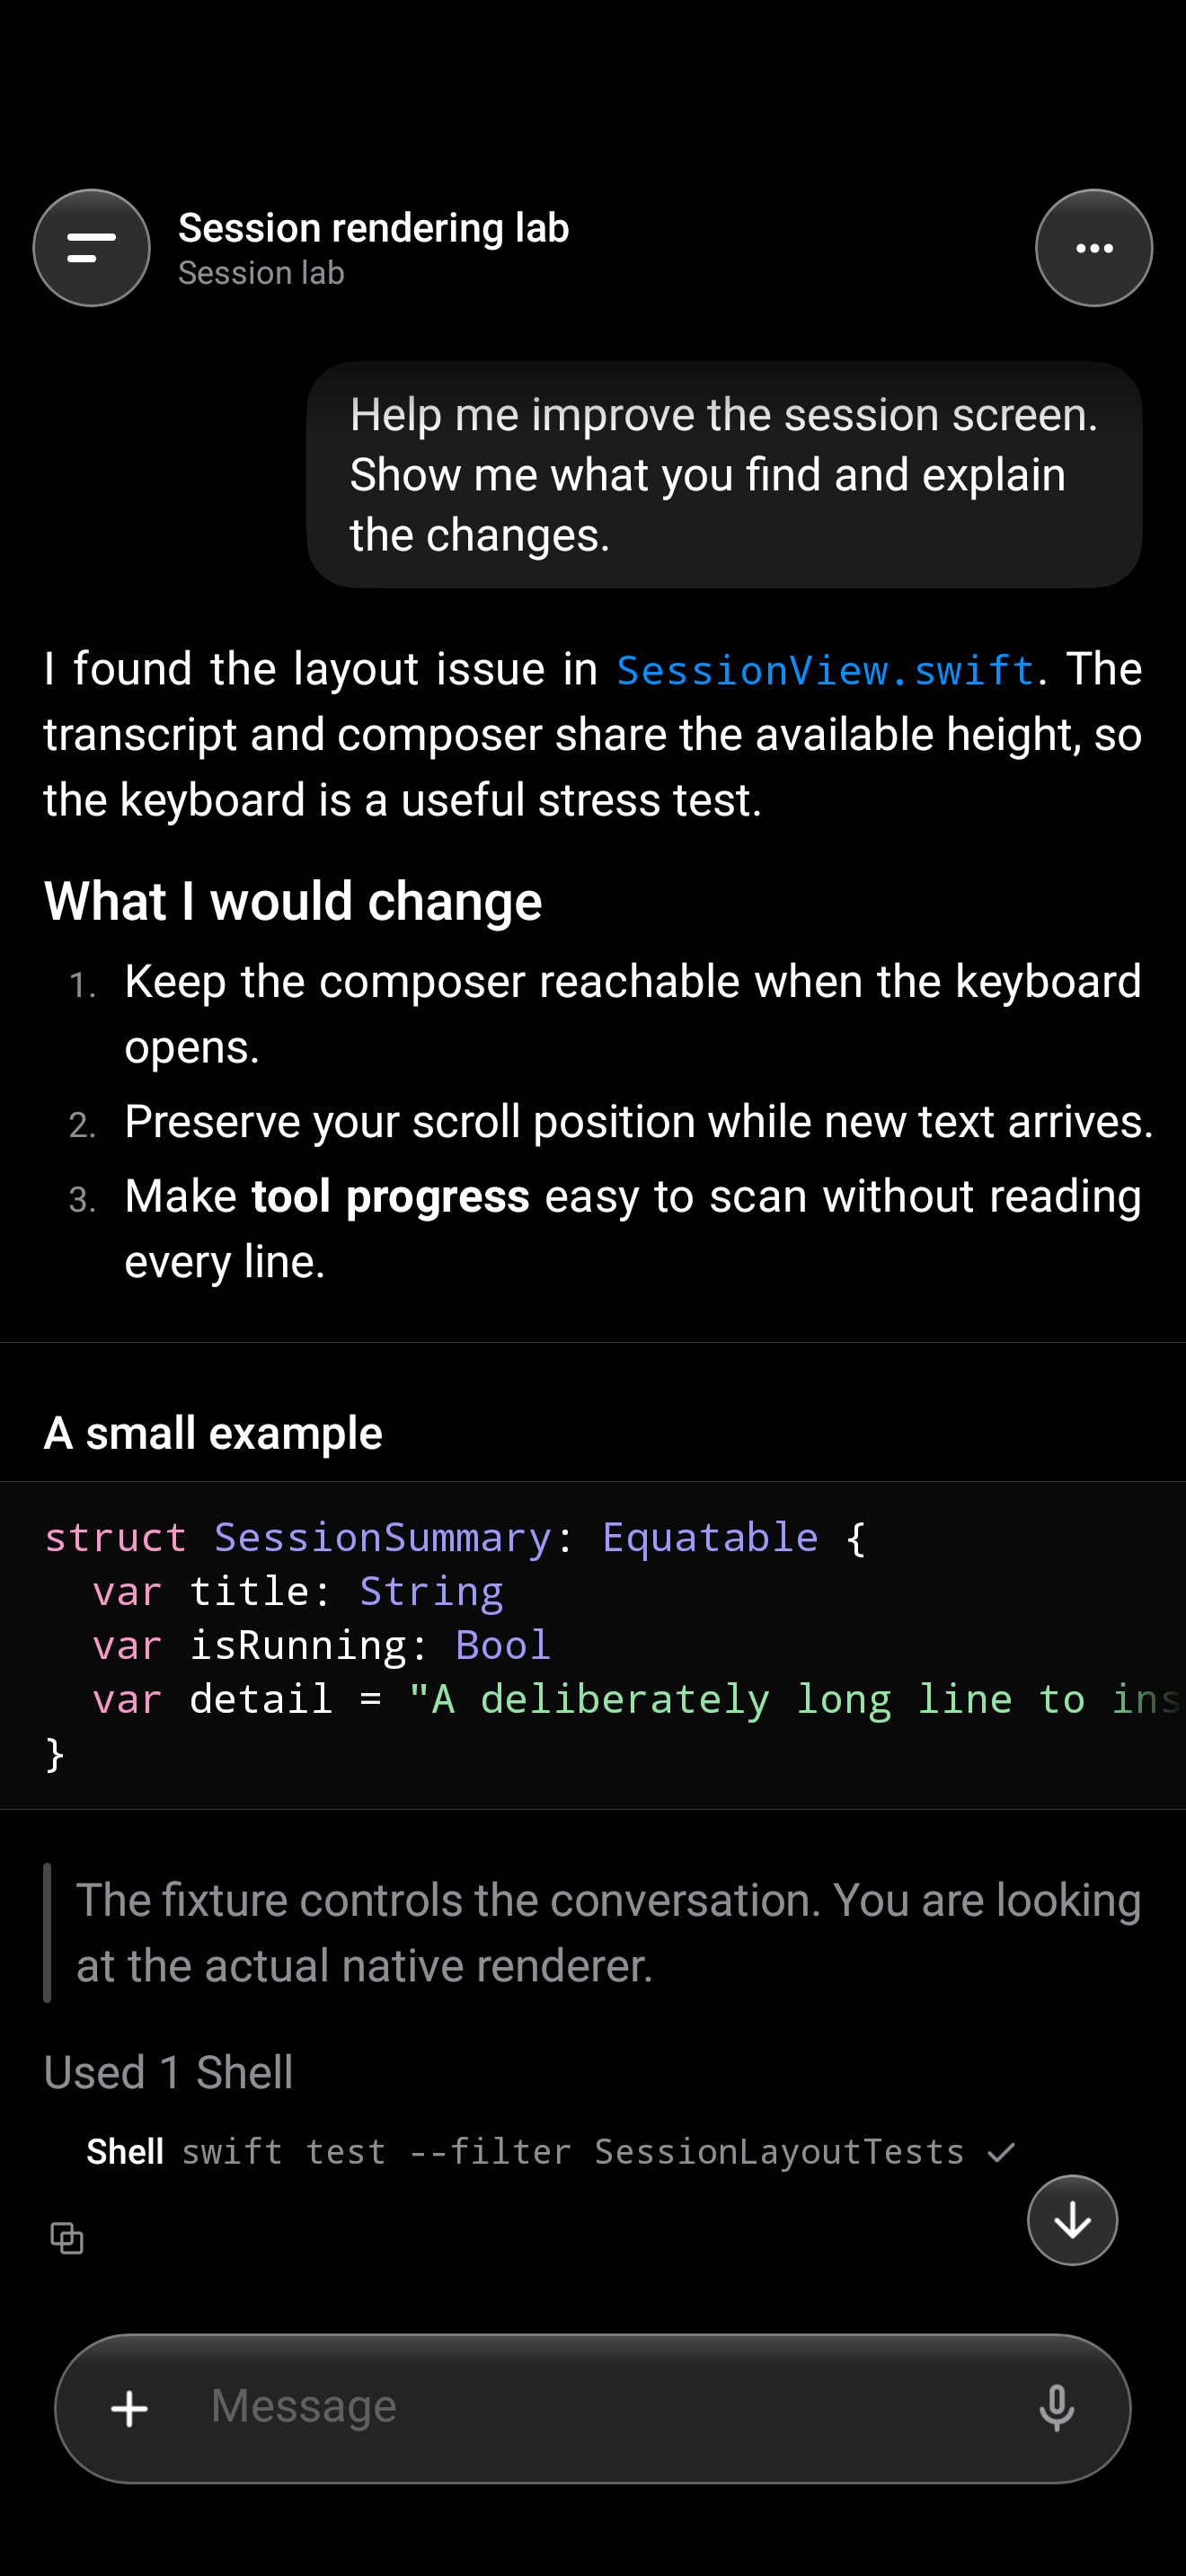 Session rendering lab
Session lab
Help me improve the session screen.
Show me what you find and explain
the changes.
I found the layout issue in SessionView.swift. The
transcript and composer share the available height, so
the keyboard is a useful stress test.
What I would change
1. Keep the composer reachable when the keyboard
opens.
2. Preserve your scroll position while new text arrives.
3. Make tool progress easy to scan without reading
every line.
A small example
struct SessionSummary: Equatable {
  var title: String
  var isRunning: Bool
  var detail = "A deliberately long line to ins
}
The fixture controls the conversation. You are looking
at the actual native renderer.
Used 1 Shell
Shell swift test --filter SessionLayoutTests ✓
Message